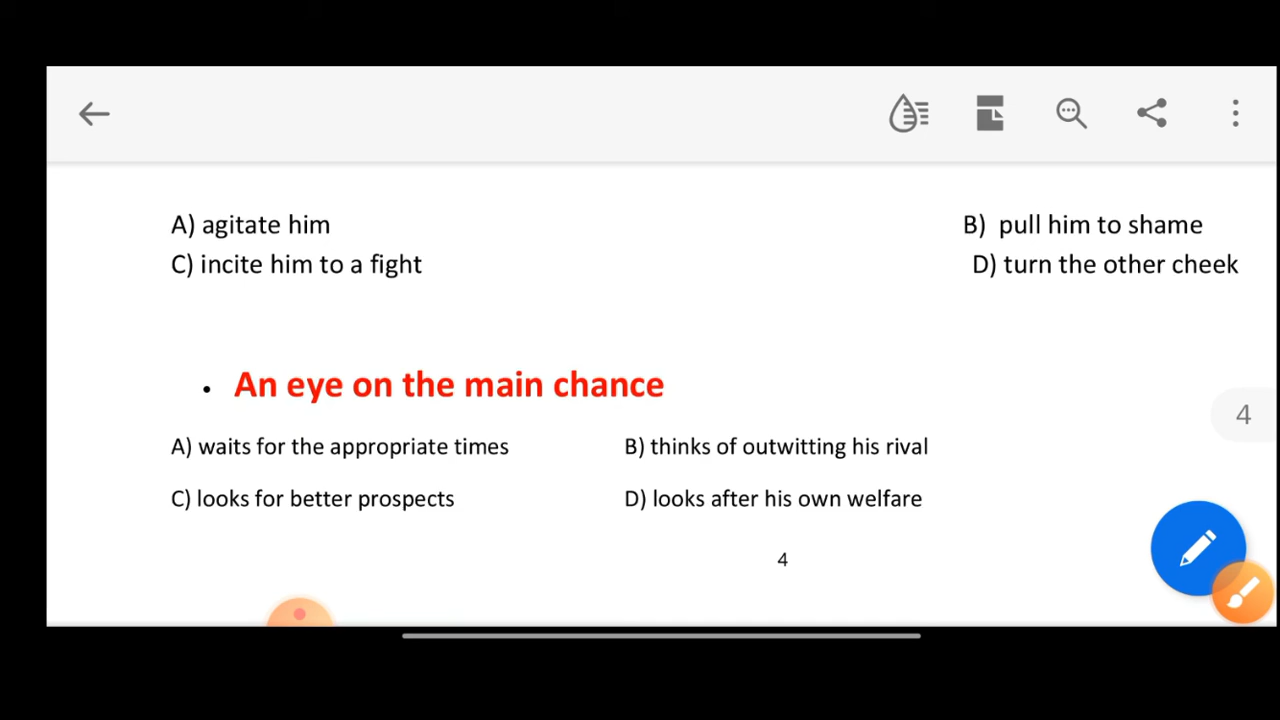 A) agitate him B) pull him to shame
C) incite him to a fight D) turn the other cheek
• An eye on the main chance
4
A) waits for the appropriate times B) thinks of outwitting his rival
C) looks for better prospects D) looks after his own welfare
4